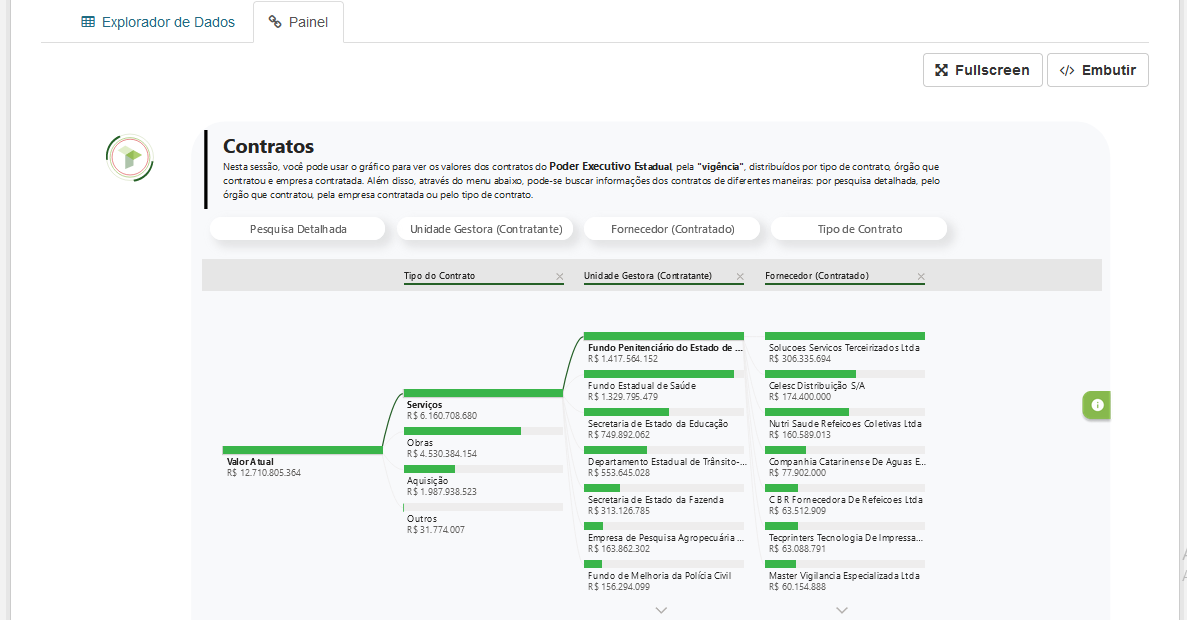 Explorador de Dados
Painel
Fullscreen
</> Embutir
Contratos
Nesta sessão, você pode usar o gráfico para ver os valores dos contratos do Poder Executivo Estadual, pela "vigência", distribuídos por tipo de contrato, órgão que
contratou e empresa contratada. Além disso, através do menu abaixo, pode-se buscar informações dos contratos de diferentes maneiras: por pesquisa detalhada, pelo
órgão que contratou, pela empresa contratada ou pelo tipo de contrato.
Pesquisa Detalhada
Unidade Gestora (Contratante)
Fornecedor (Contratado)
Tipo de Contrato
Tipo do Contrato
Unidade Gestora (Contratante)
Fornecedor (Contratado)
Valor Atual
R$ 12.710.805.364
Serviços
R$ 6.160.708.680
Obras
R$ 4.530.384.154
Aquisição
R$ 1.987.938.523
Outros
R$ 31.774.007
Fundo Penitenciário do Estado de ...
R$ 1.417.564.152
Fundo Estadual de Saúde
R$ 1.329.795.479
Secretaria de Estado da Educação
R$ 749.892.062
Departamento Estadual de Trânsito-...
R$ 553.645.028
Secretaria de Estado da Fazenda
R$ 313.126.785
Empresa de Pesquisa Agropecuária ...
R$ 163.862.302
Fundo de Melhoria da Polícia Civil
R$ 156.294.099
Solucoes Servicos Terceirizados Ltda
R$ 306.335.694
Celesc Distribuição S/A
R$ 174.400.000
Nutri Saude Refeicoes Coletivas Ltda
R$ 160.589.013
Companhia Catarinense De Aguas E...
R$ 77.902.000
C B R Fornecedora De Refeicoes Ltda
R$ 63.512.909
Tecprinters Tecnologia De Impressa...
R$ 63.088.791
Master Vigilancia Especializada Ltda
R$ 60.154.888